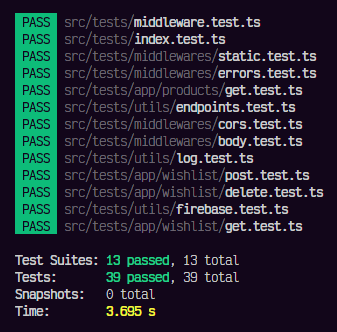 PASS src/tests/middleware.test.ts
PASS src/tests/index.test.ts
PASS src/tests/middlewares/static.test.ts
PASS src/tests/middlewares/errors.test.ts
PASS src/tests/app/products/get.test.ts
PASS src/tests/utils/endpoints.test.ts
PASS src/tests/middlewares/cors.test.ts
PASS src/tests/middlewares/body.test.ts
PASS src/tests/utils/log.test.ts
PASS src/tests/app/wishlist/post.test.ts
PASS src/tests/app/wishlist/delete.test.ts
PASS src/tests/utils/firebase.test.ts
PASS src/tests/app/wishlist/get.test.ts
Test Suites: 13 passed, 13 total
Tests: 39 passed, 39 total
Snapshots: 0 total
Time: 3.695 s